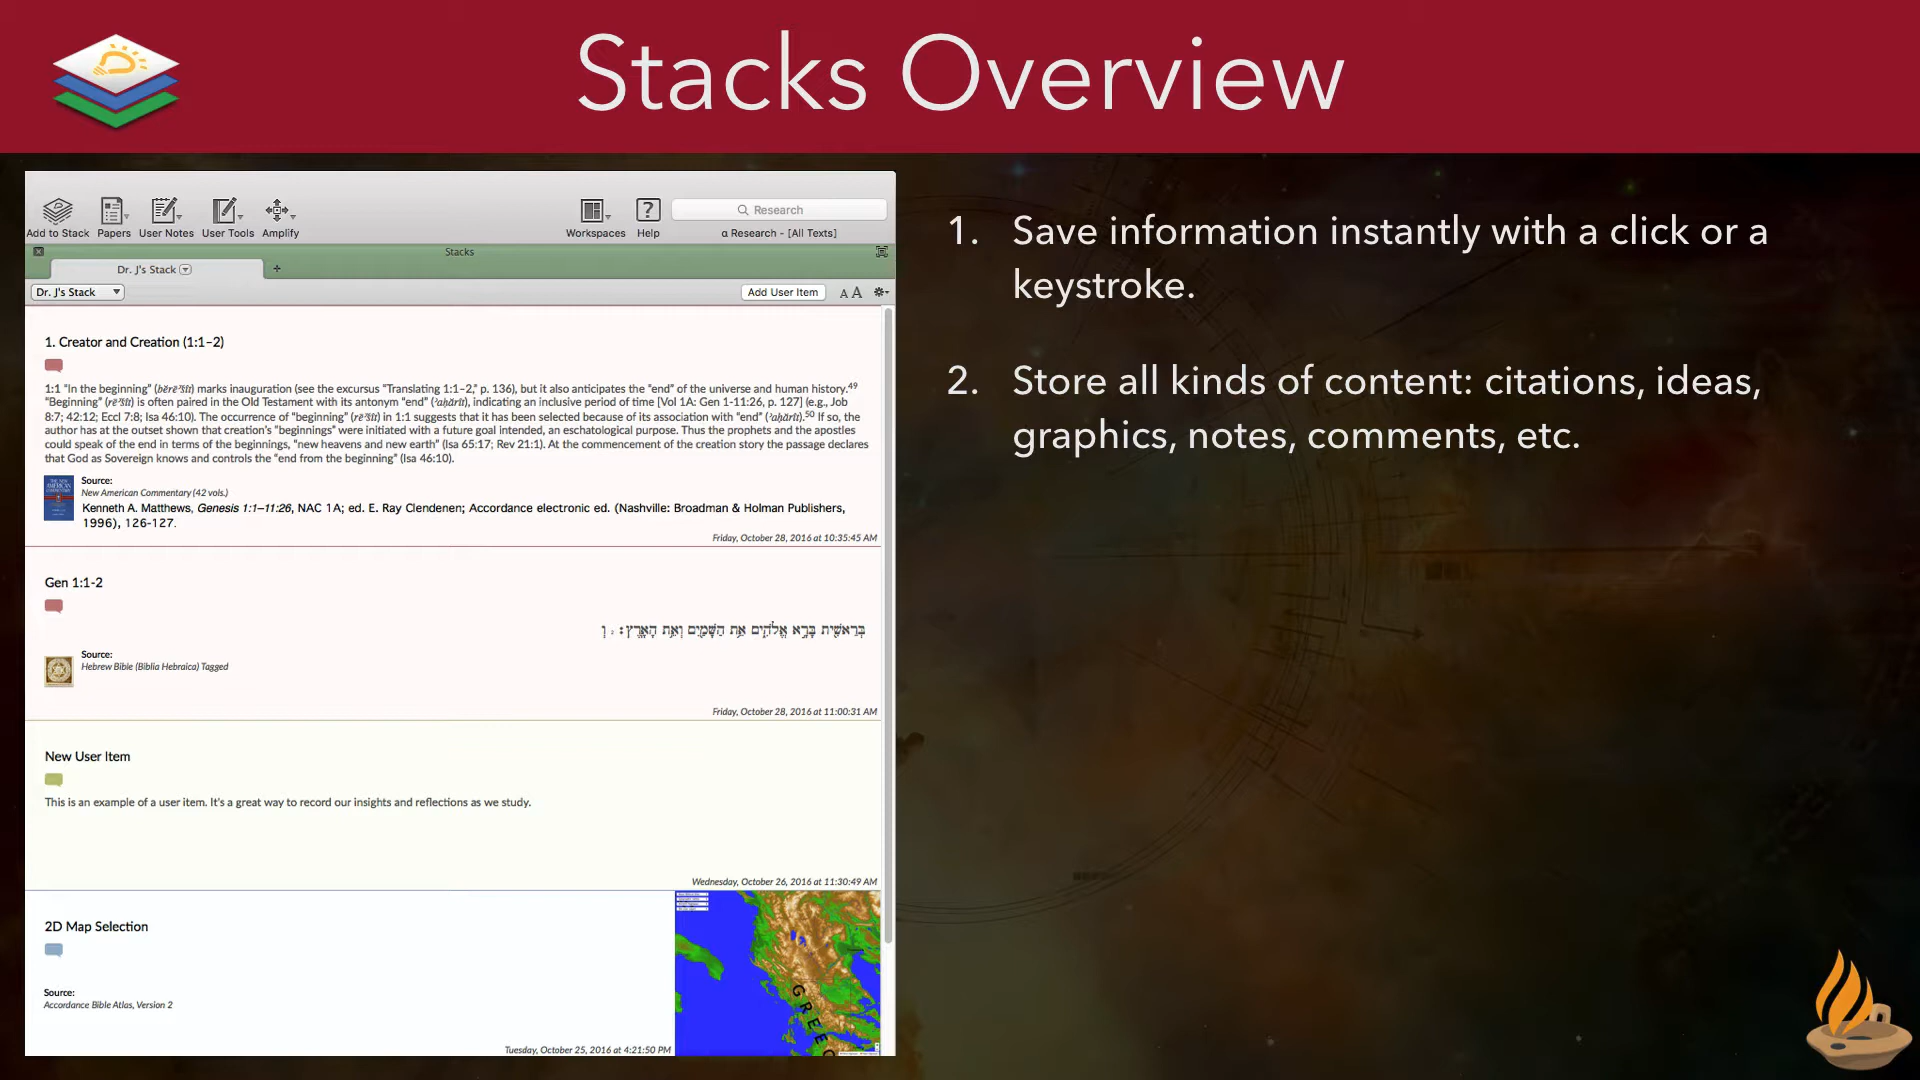 Stacks Overview
Add to Stack Papers User Notes User Tools Amplify Workspaces Help Research
α Research - [All Texts]
Stacks
Dr. J's Stack
Dr. J's Stack Add User Item A A
1. Creator and Creation (1:1–2)
1:1 “In the beginning” (bĕrēʾšît) marks inauguration (see the excursus “Translating 1:1–2,” p. 136), but it also anticipates the “end” of the universe and human history.49
“Beginning” (rēʾšît) is often paired in the Old Testament with its antonym “end” (ʾaḥărît), indicating an inclusive period of time [Vol 1A: Gen 1-11:26, p. 127] (e.g., Job
8:7; 42:12; Eccl 7:8; Isa 46:10). The occurrence of “beginning” (rēʾšît) in 1:1 suggests that it has been selected because of its association with “end” (ʾaḥărît).50 If so, the
author has at the outset shown that creation’s “beginnings” were initiated with a future goal intended, an eschatological purpose. Thus the prophets and the apostles
could speak of the end in terms of the beginnings, “new heavens and new earth” (Isa 65:17; Rev 21:1). At the commencement of the creation story the passage declares
that God as Sovereign knows and controls the “end from the beginning” (Isa 46:10).
Source:
New American Commentary (42 vols.)
Kenneth A. Matthews, Genesis 1:1–11:26, NAC 1A; ed. E. Ray Clendenen; Accordance electronic ed. (Nashville: Broadman & Holman Publishers,
1996), 126-127.
Friday, October 28, 2016 at 10:35:45 AM
Gen 1:1-2
בְּרֵאשִׁ֖ית בָּרָ֣א אֱלֹהִ֑ים אֵ֥ת הַשָּׁמַ֖יִם וְאֵ֥ת הָאָֽרֶץ׃ וְ
Source:
Hebrew Bible (Biblia Hebraica) Tagged
Friday, October 28, 2016 at 11:00:31 AM
New User Item
This is an example of a user item. It's a great way to record our insights and reflections as we study.
Wednesday, October 26, 2016 at 11:30:49 AM
2D Map Selection
Source:
Accordance Bible Atlas, Version 2
Tuesday, October 25, 2016 at 4:21:50 PM
GREEC
1. Save information instantly with a click or a
keystroke.
2. Store all kinds of content: citations, ideas,
graphics, notes, comments, etc.